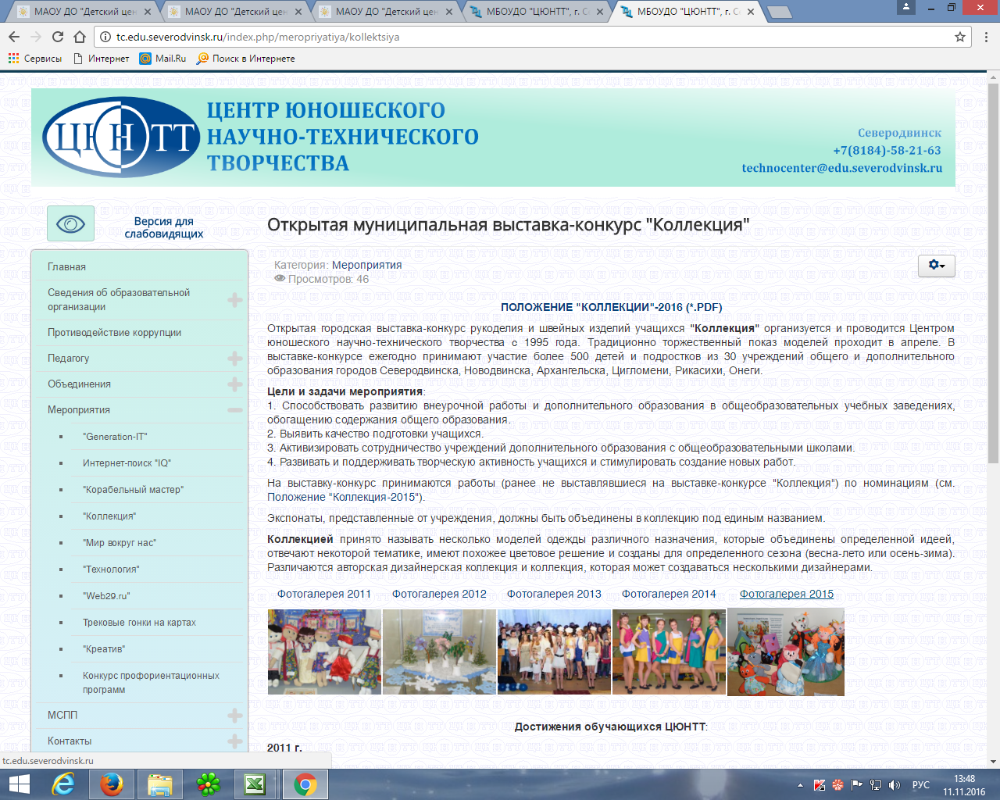 МАОУ ДО "Детский цен
МАОУ ДО "Детский цен
МАОУ ДО "Детский цен
МБОУДО "ЦЮНТТ", г. Се
МБОУДО "ЦЮНТТ", г. Се
tc.edu.severodvinsk.ru/index.php/meropriyatiya/kollektsiya
Сервисы
Интернет
Mail.Ru
Поиск в Интернете
ЦЮНТТ
ЦЕНТР ЮНОШЕСКОГО
НАУЧНО-ТЕХНИЧЕСКОГО
ТВОРЧЕСТВА
Северодвинск
+7(8184)-58-21-63
technocenter@edu.severodvinsk.ru
Версия для
слабовидящих
Главная
Сведения об образовательной
организации
Противодействие коррупции
Педагогу
Объединения
Мероприятия
"Generation-IT"
Интернет-поиск "IQ"
"Корабельный мастер"
"Коллекция"
"Мир вокруг нас"
"Технология"
"Web29.ru"
Трековые гонки на картах
"Креатив"
Конкурс профориентационных
программ
МСПП
Контакты
Открытая муниципальная выставка-конкурс "Коллекция"
Категория: Мероприятия
Просмотров: 46
ПОЛОЖЕНИЕ "КОЛЛЕКЦИИ"-2016 (*.PDF)
Открытая городская выставка-конкурс рукоделия и швейных изделий учащихся "Коллекция" организуется и проводится Центром
юношеского научно-технического творчества с 1995 года. Традиционно торжественный показ моделей проходит в апреле. В
выставке-конкурсе ежегодно принимают участие более 500 детей и подростков из 30 учреждений общего и дополнительного
образования городов Северодвинска, Новодвинска, Архангельска, Цигломени, Рикасихи, Онеги.
Цели и задачи мероприятия:
1. Способствовать развитию внеурочной работы и дополнительного образования в общеобразовательных учебных заведениях,
обогащению содержания общего образования.
2. Выявить качество подготовки учащихся.
3. Активизировать сотрудничество учреждений дополнительного образования с общеобразовательными школами.
4. Развивать и поддерживать творческую активность учащихся и стимулировать создание новых работ.
На выставку-конкурс принимаются работы (ранее не выставлявшиеся на выставке-конкурсе "Коллекция") по номинациям (см.
Положение "Коллекция-2015").
Экспонаты, представленные от учреждения, должны быть объединены в коллекцию под единым названием.
Коллекцией принято называть несколько моделей одежды различного назначения, которые объединены определенной идеей,
отвечают некоторой тематике, имеют похожее цветовое решение и созданы для определенного сезона (весна-лето или осень-зима).
Различаются авторская дизайнерская коллекция и коллекция, которая может создаваться несколькими дизайнерами.
Фотогалерея 2011
Фотогалерея 2012
Фотогалерея 2013
Фотогалерея 2014
Фотогалерея 2015
Достижения обучающихся ЦЮНТТ:
2011 г.
tc.edu.severodvinsk.ru
РУС
13:48
11.11.2016